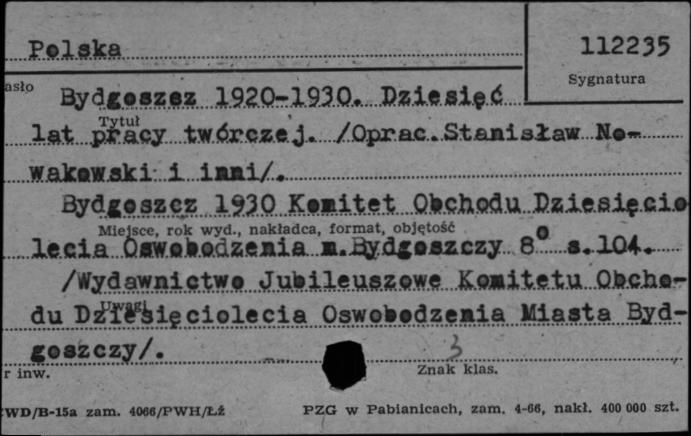 Polska
112235
Sygnatura
asło
Bydgoszcz 1920-1930. Dziesięć
Tytuł
lat pracy twórczej. /Oprac.Stanisław No-
wakowski i inni/.
Bydgoszcz 1930 Komitet Obchodu Dziesięcio
Miejsce, rok wyd., nakładca, format, objętość
lecia Oswobodzenia m.Bydgoszczy 8° s.104.
/Wydawnictwo Jubileuszowe Komitetu Obcho-
Uwagi
du Dziesięciolecia Oswobodzenia Miasta Byd-
goszczy/.
3
r inw.
Znak klas.
WD/B-15a zam. 4066/PWH/Łź
PZG w Pabianicach, zam. 4-66, nakł. 400 000 szt.